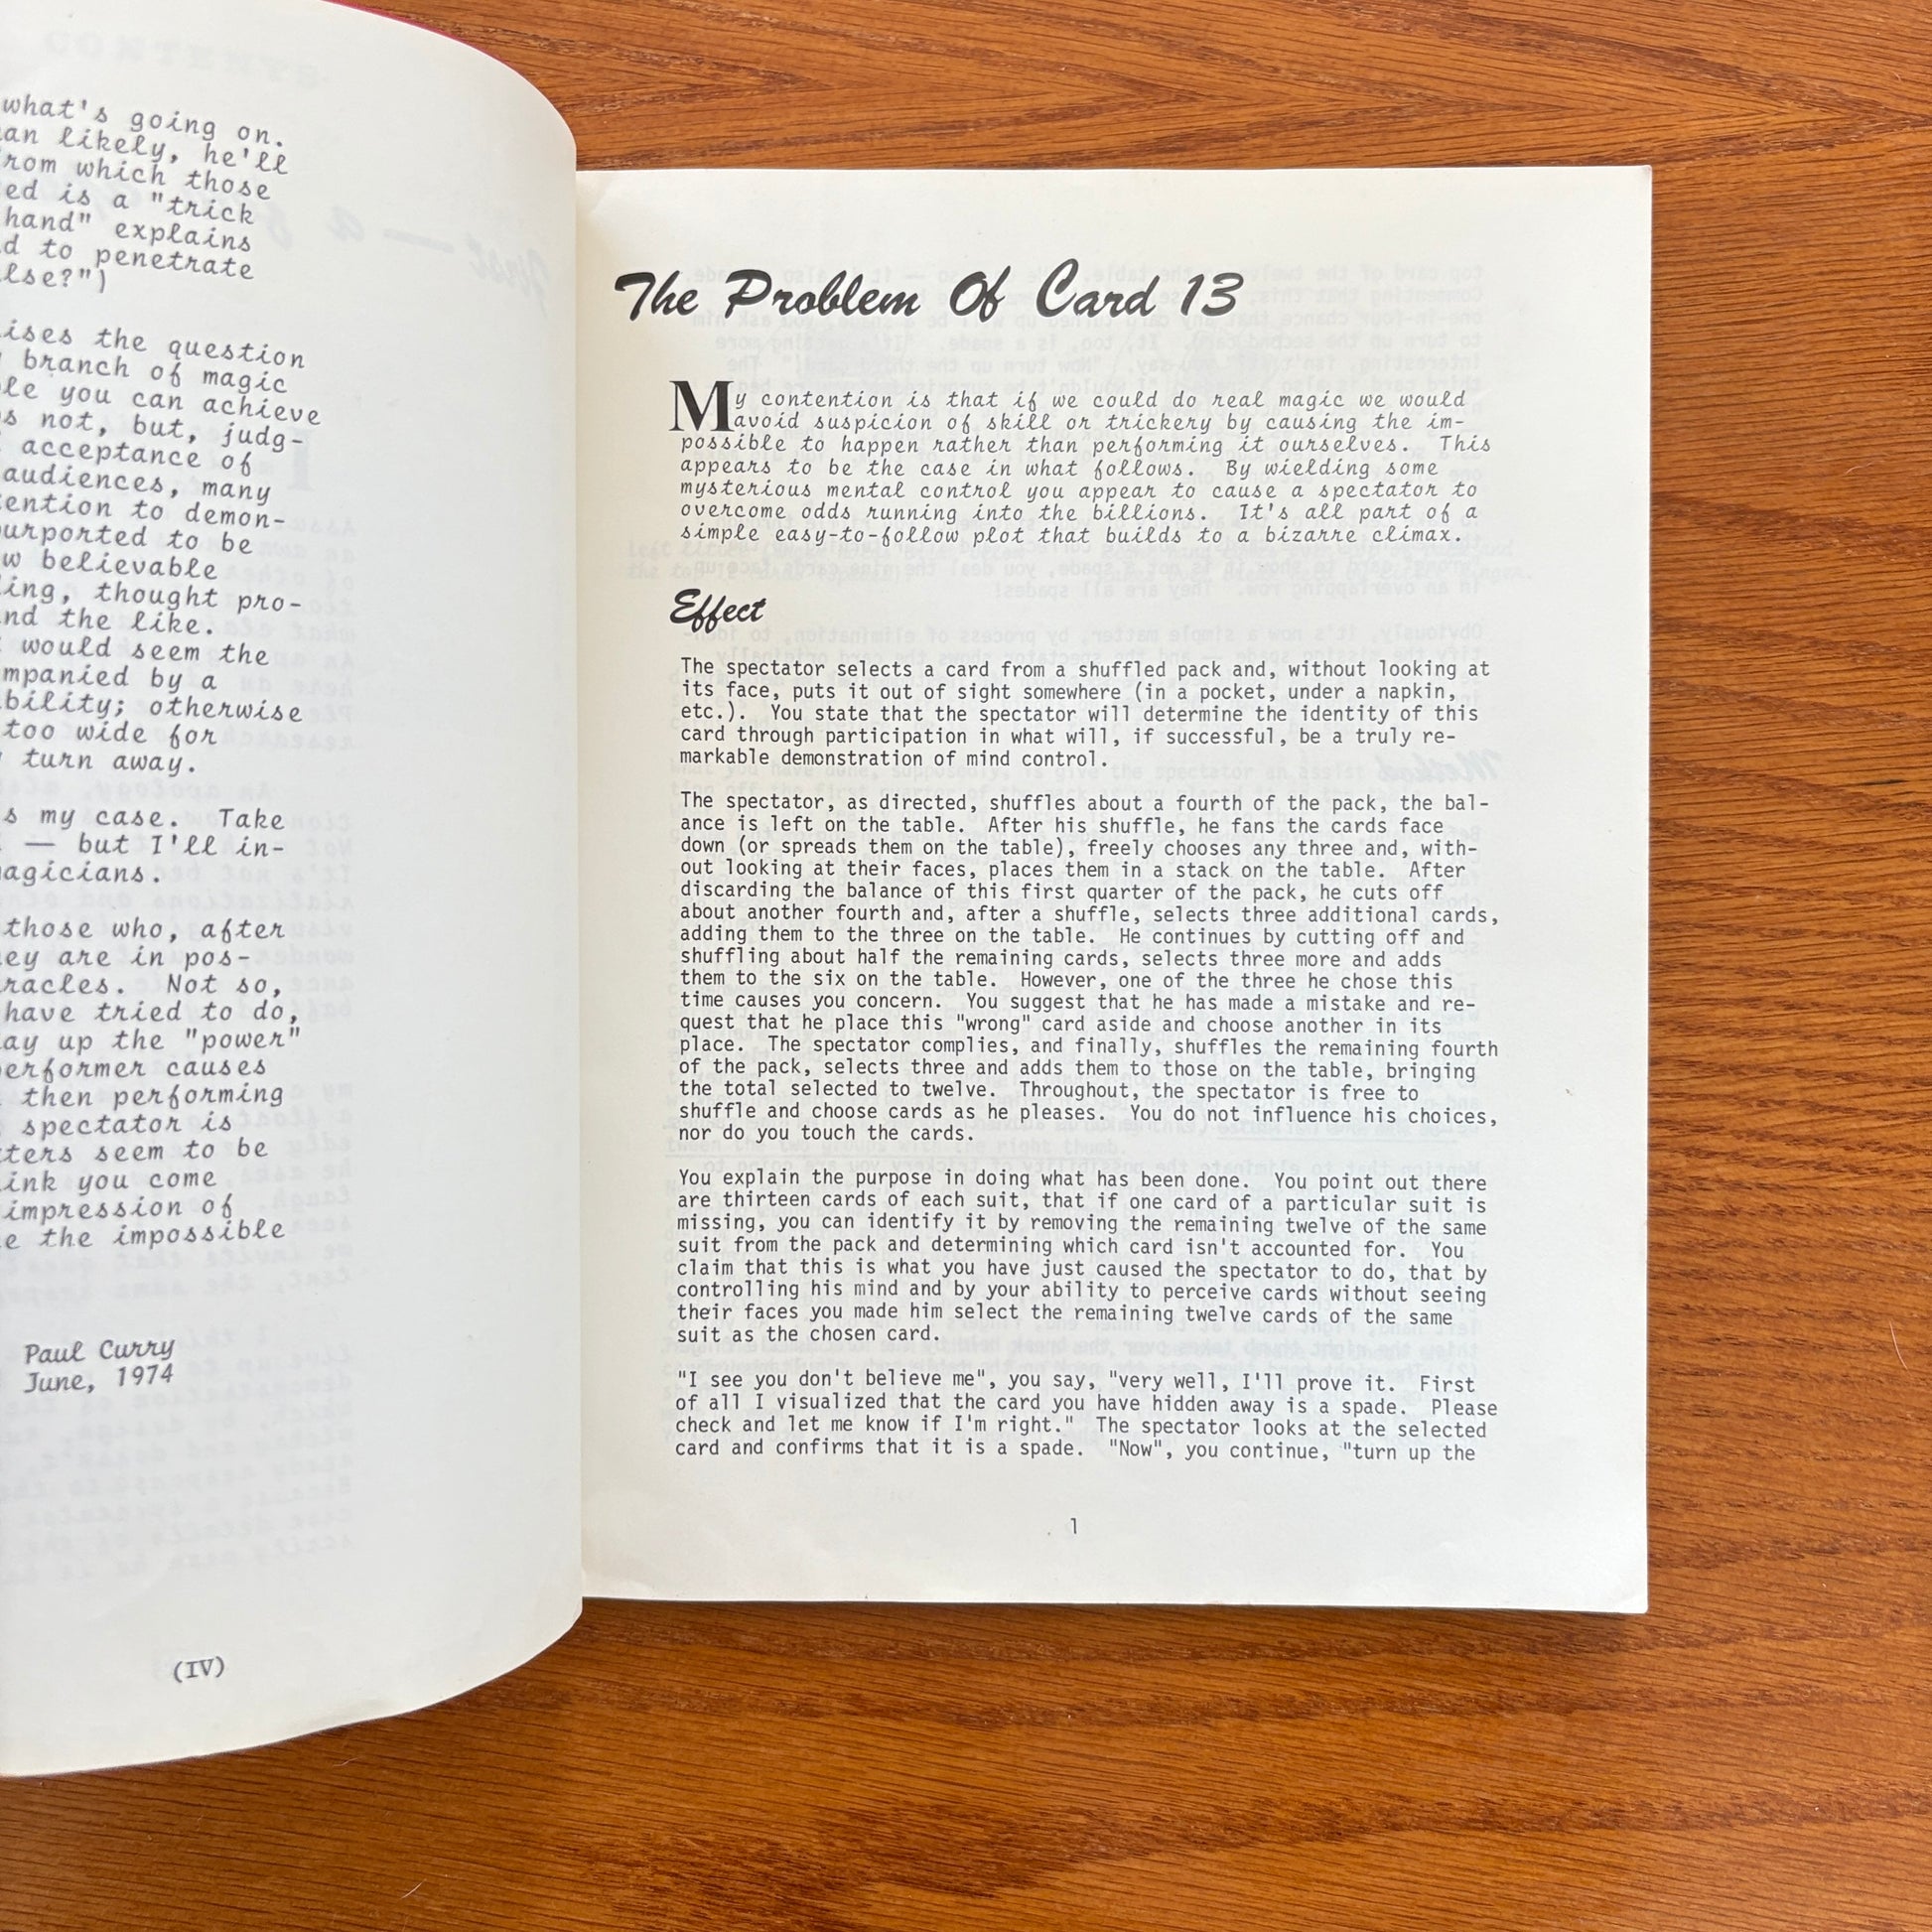 what's going on.
an likely, he'll
rom which those
ed is a "trick
hand" explains
d to penetrate
lse?")
ises the question
branch of magic
le you can achieve
s not, but, judg-
acceptance of
audiences, many
ention to demon-
urported to be
w believable
ing, thought pro-
nd the like.
would seem the
mpanied by a
bility; otherwise
too wide for
turn away.
s my case. Take
— but I'll in-
agicians.
those who, after
ey are in pos-
racles. Not so,
have tried to do,
ay up the "power"
erformer causes
then performing
spectator is
ters seem to be
ink you come
impression of
e the impossible
Paul Curry
June, 1974
(IV)
The Problem Of Card 13
My contention is that if we could do real magic we would
avoid suspicion of skill or trickery by causing the im-
possible to happen rather than performing it ourselves. This
appears to be the case in what follows. By wielding some
mysterious mental control you appear to cause a spectator to
overcome odds running into the billions. It's all part of a
simple easy-to-follow plot that builds to a bizarre climax.
Effect
The spectator selects a card from a shuffled pack and, without looking at
its face, puts it out of sight somewhere (in a pocket, under a napkin,
etc.). You state that the spectator will determine the identity of this
card through participation in what will, if successful, be a truly re-
markable demonstration of mind control.
The spectator, as directed, shuffles about a fourth of the pack, the bal-
ance is left on the table. After his shuffle, he fans the cards face
down (or spreads them on the table), freely chooses any three and, with-
out looking at their faces, places them in a stack on the table. After
discarding the balance of this first quarter of the pack, he cuts off
about another fourth and, after a shuffle, selects three additional cards,
adding them to the three on the table. He continues by cutting off and
shuffling about half the remaining cards, selects three more and adds
them to the six on the table. However, one of the three he chose this
time causes you concern. You suggest that he has made a mistake and re-
quest that he place this "wrong" card aside and choose another in its
place. The spectator complies, and finally, shuffles the remaining fourth
of the pack, selects three and adds them to those on the table, bringing
the total selected to twelve. Throughout, the spectator is free to
shuffle and choose cards as he pleases. You do not influence his choices,
nor do you touch the cards.
You explain the purpose in doing what has been done. You point out there
are thirteen cards of each suit, that if one card of a particular suit is
missing, you can identify it by removing the remaining twelve of the same
suit from the pack and determining which card isn't accounted for. You
claim that this is what you have just caused the spectator to do, that by
controlling his mind and by your ability to perceive cards without seeing
their faces you made him select the remaining twelve cards of the same
suit as the chosen card.
"I see you don't believe me", you say, "very well, I'll prove it. First
of all I visualized that the card you have hidden away is a spade. Please
check and let me know if I'm right." The spectator looks at the selected
card and confirms that it is a spade. "Now", you continue, "turn up the
1